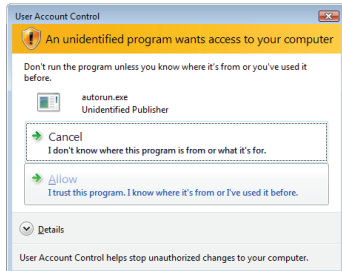 User Account Control
An unidentified program wants access to your computer
Don't run the program unless you know where it's from or you've used it
before.
autorun.exe
Unidentified Publisher
Cancel
I don't know where this program is from or what it's for.
Allow
I trust this program. I know where it's from or I've used it before.
Details
User Account Control helps stop unauthorized changes to your computer.